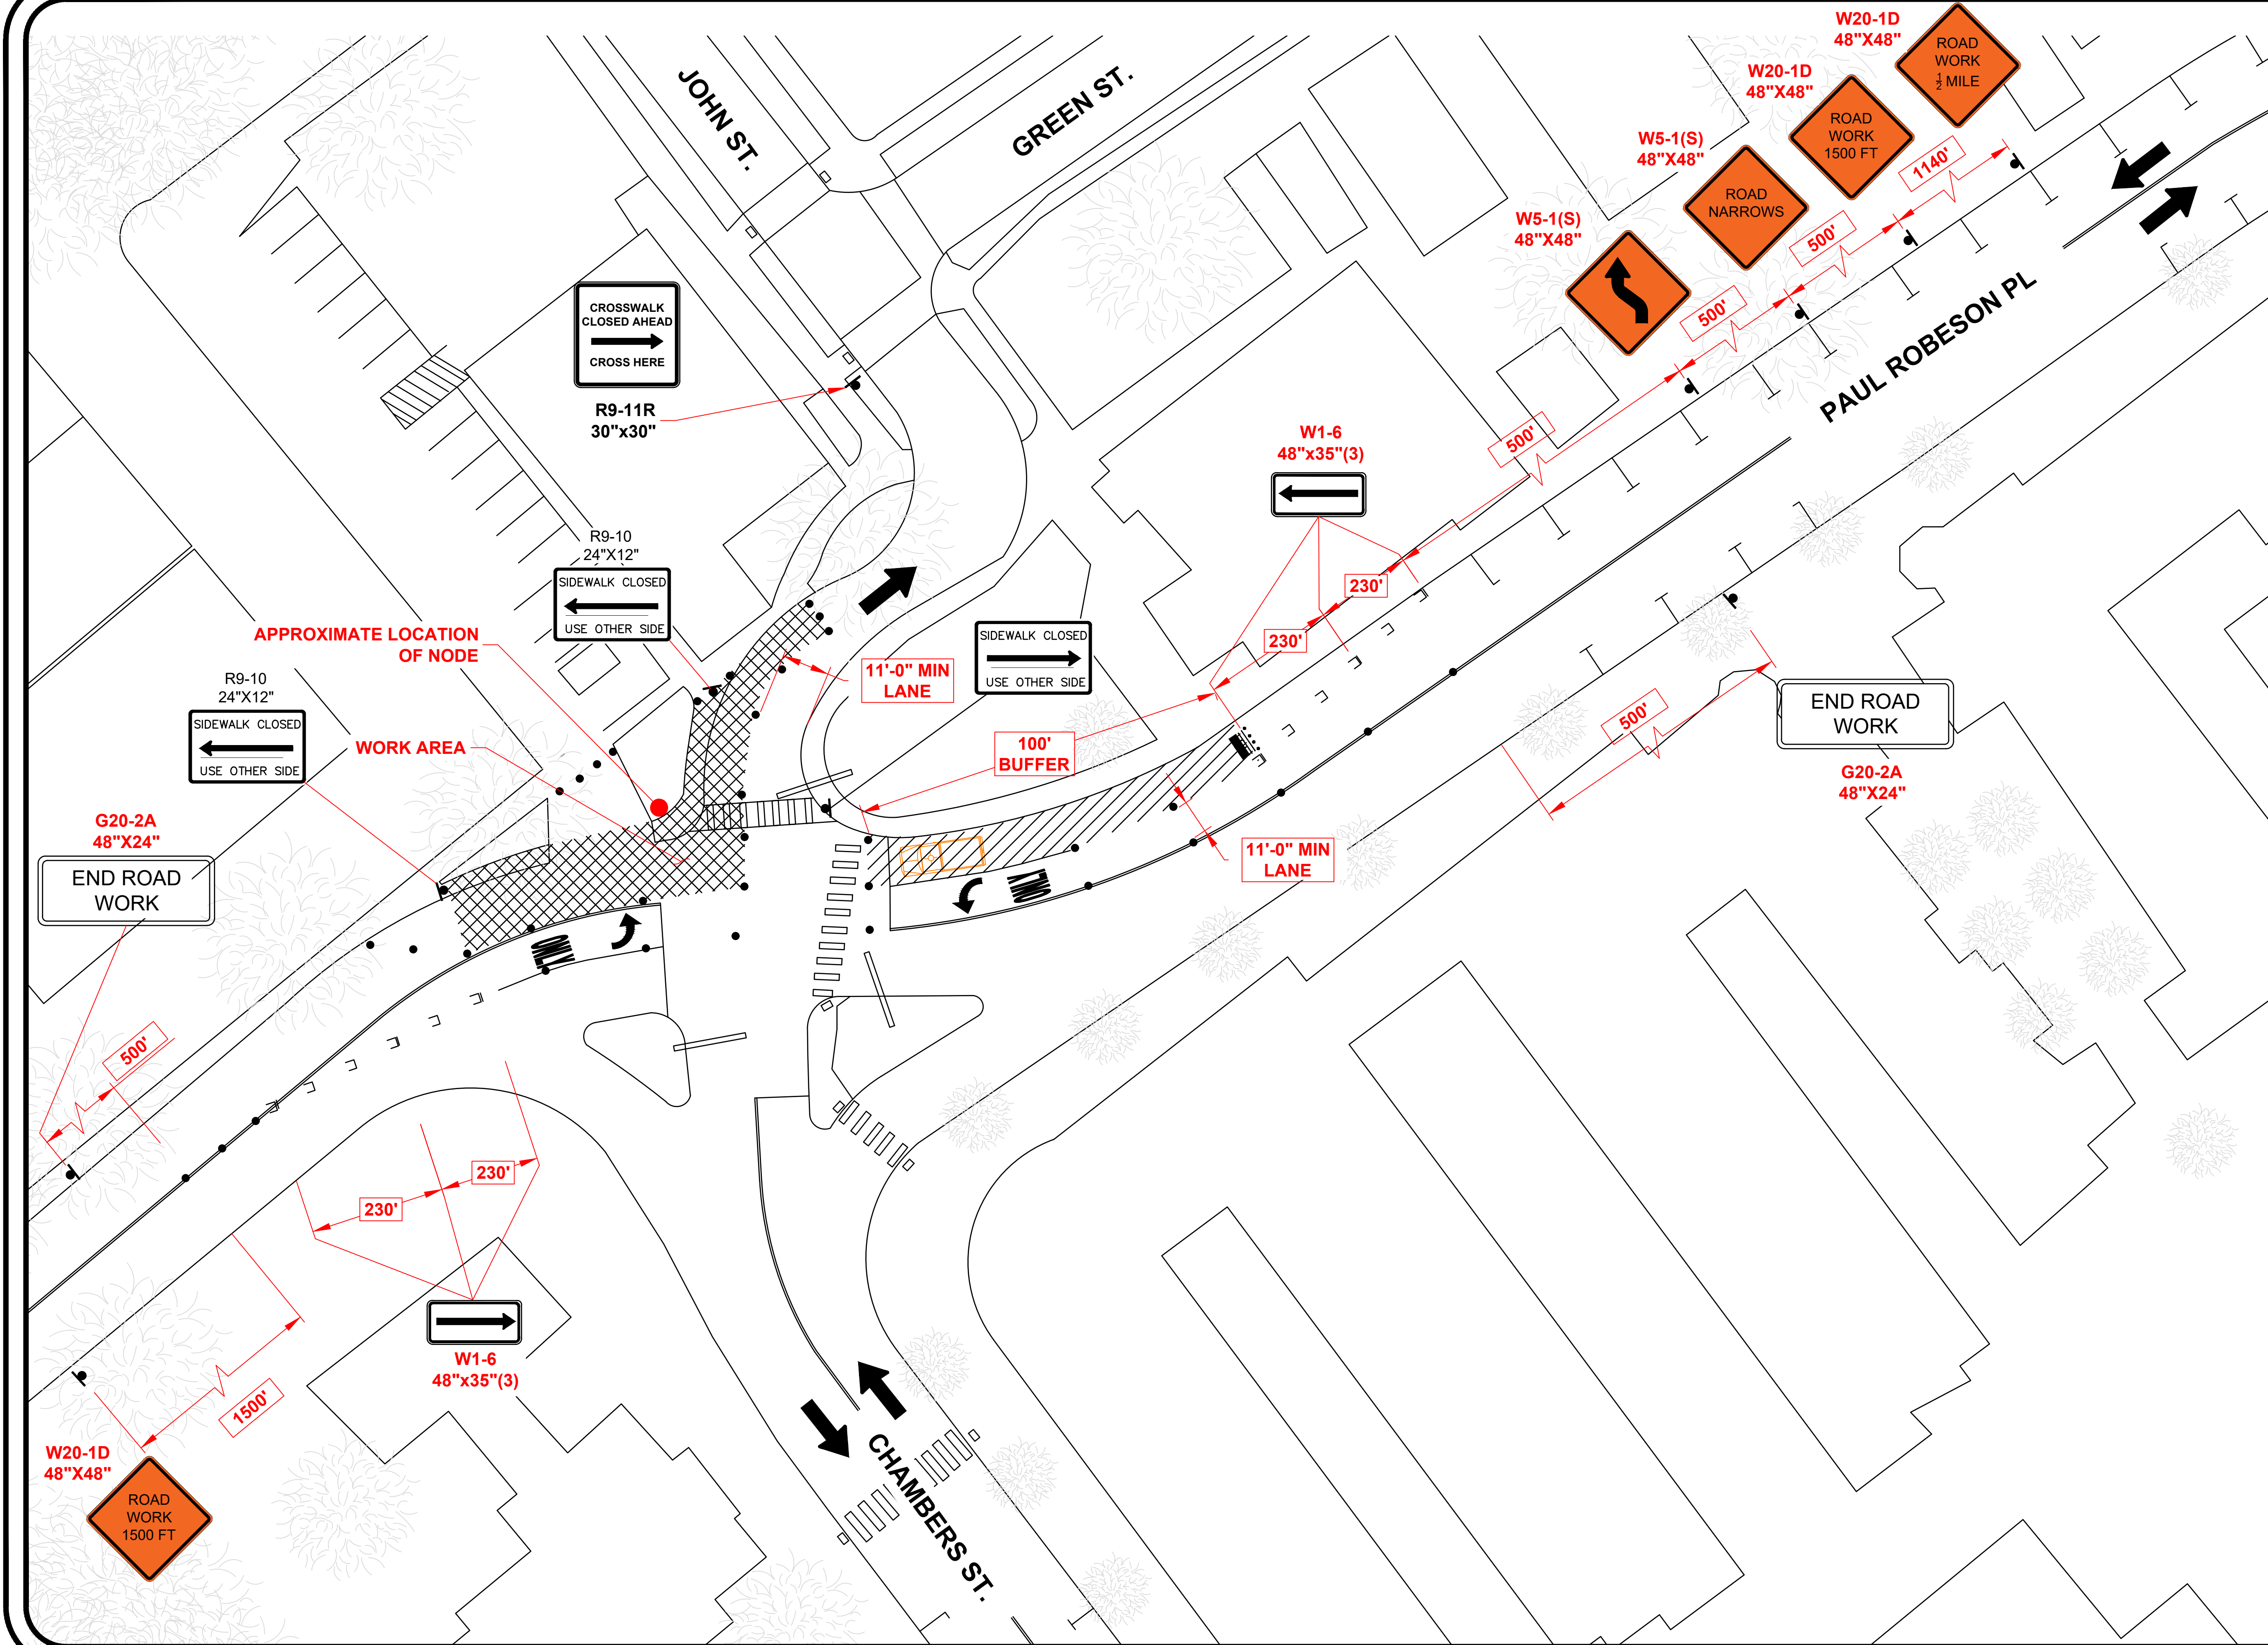 W20-1D
48"X48"
ROAD
WORK
1/2 MILE
W20-1D
48"X48"
ROAD
WORK
1500 FT
W5-1(S)
48"X48"
ROAD
NARROWS
W5-1(S)
48"X48"
1140'
500'
500'
500'
JOHN ST.
GREEN ST.
PAUL ROBESON PL
CROSSWALK
CLOSED AHEAD
CROSS HERE
R9-11R
30"x30"
W1-6
48"x35"(3)
230'
230'
R9-10
24"X12"
SIDEWALK CLOSED
USE OTHER SIDE
APPROXIMATE LOCATION
OF NODE
11'-0" MIN
LANE
SIDEWALK CLOSED
USE OTHER SIDE
R9-10
24"X12"
SIDEWALK CLOSED
USE OTHER SIDE
WORK AREA
100'
BUFFER
500'
END ROAD
WORK
G20-2A
48"X24"
G20-2A
48"X24"
END ROAD
WORK
11'-0" MIN
LANE
ONLY
ONLY
500'
230'
230'
W1-6
48"x35"(3)
1500'
W20-1D
48"X48"
ROAD
WORK
1500 FT
CHAMBERS ST.